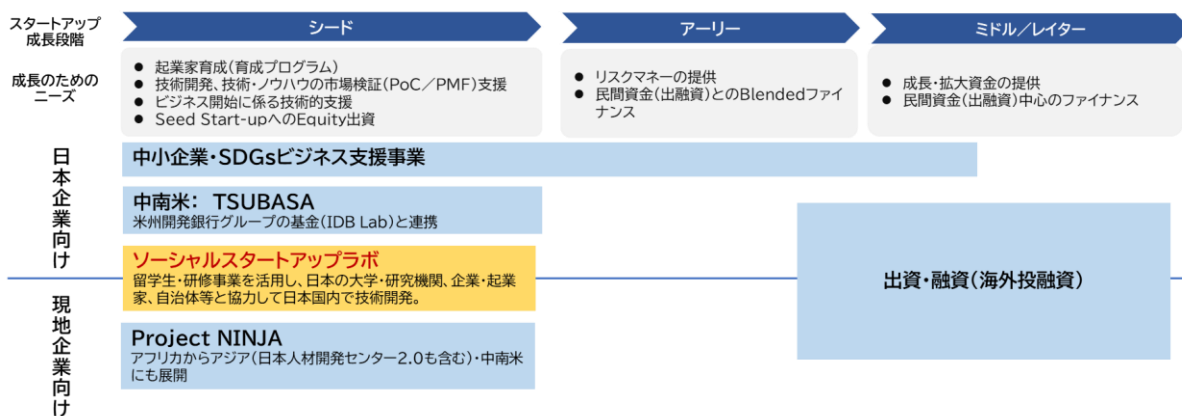 スタートアップ
成長段階
シード
アーリー
ミドル／レイター
成長のための
ニーズ
● 起業家育成(育成プログラム)
● 技術開発、技術・ノウハウの市場検証(PoC／PMF)支援
● ビジネス開始に係る技術的支援
● Seed Start-upへのEquity出資
● リスクマネーの提供
● 民間資金(出融資)とのBlendedファイ
ナンス
● 成長・拡大資金の提供
● 民間資金(出融資)中心のファイナンス
日本企業向け
中小企業・SDGsビジネス支援事業
中南米： TSUBASA
米州開発銀行グループの基金(IDB Lab)と連携
ソーシャルスタートアップラボ
留学生・研修事業を活用し、日本の大学・研究機関、企業・起業
家、自治体等と協力して日本国内で技術開発。
出資・融資(海外投融資)
現地企業向け
Project NINJA
アフリカからアジア(日本人材開発センター2.0も含む)・中南米
にも展開